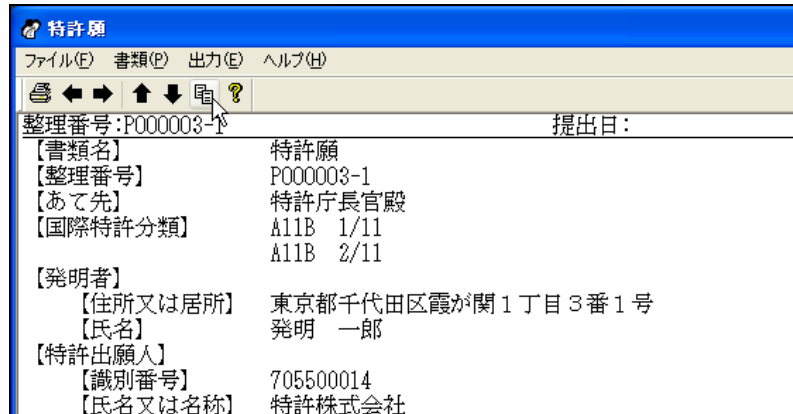 特許願
ファイル(F) 書類(P) 出力(E) ヘルプ(H)
整理番号:P000003-1 提出日:
【書類名】 特許願
【整理番号】 P000003-1
【あて先】 特許庁長官殿
【国際特許分類】 A11B 1/11
A11B 2/11
【発明者】
【住所又は居所】 東京都千代田区霞が関1丁目3番1号
【氏名】 発明 一郎
【特許出願人】
【識別番号】 705500014
【氏名又は名称】 特許株式会社